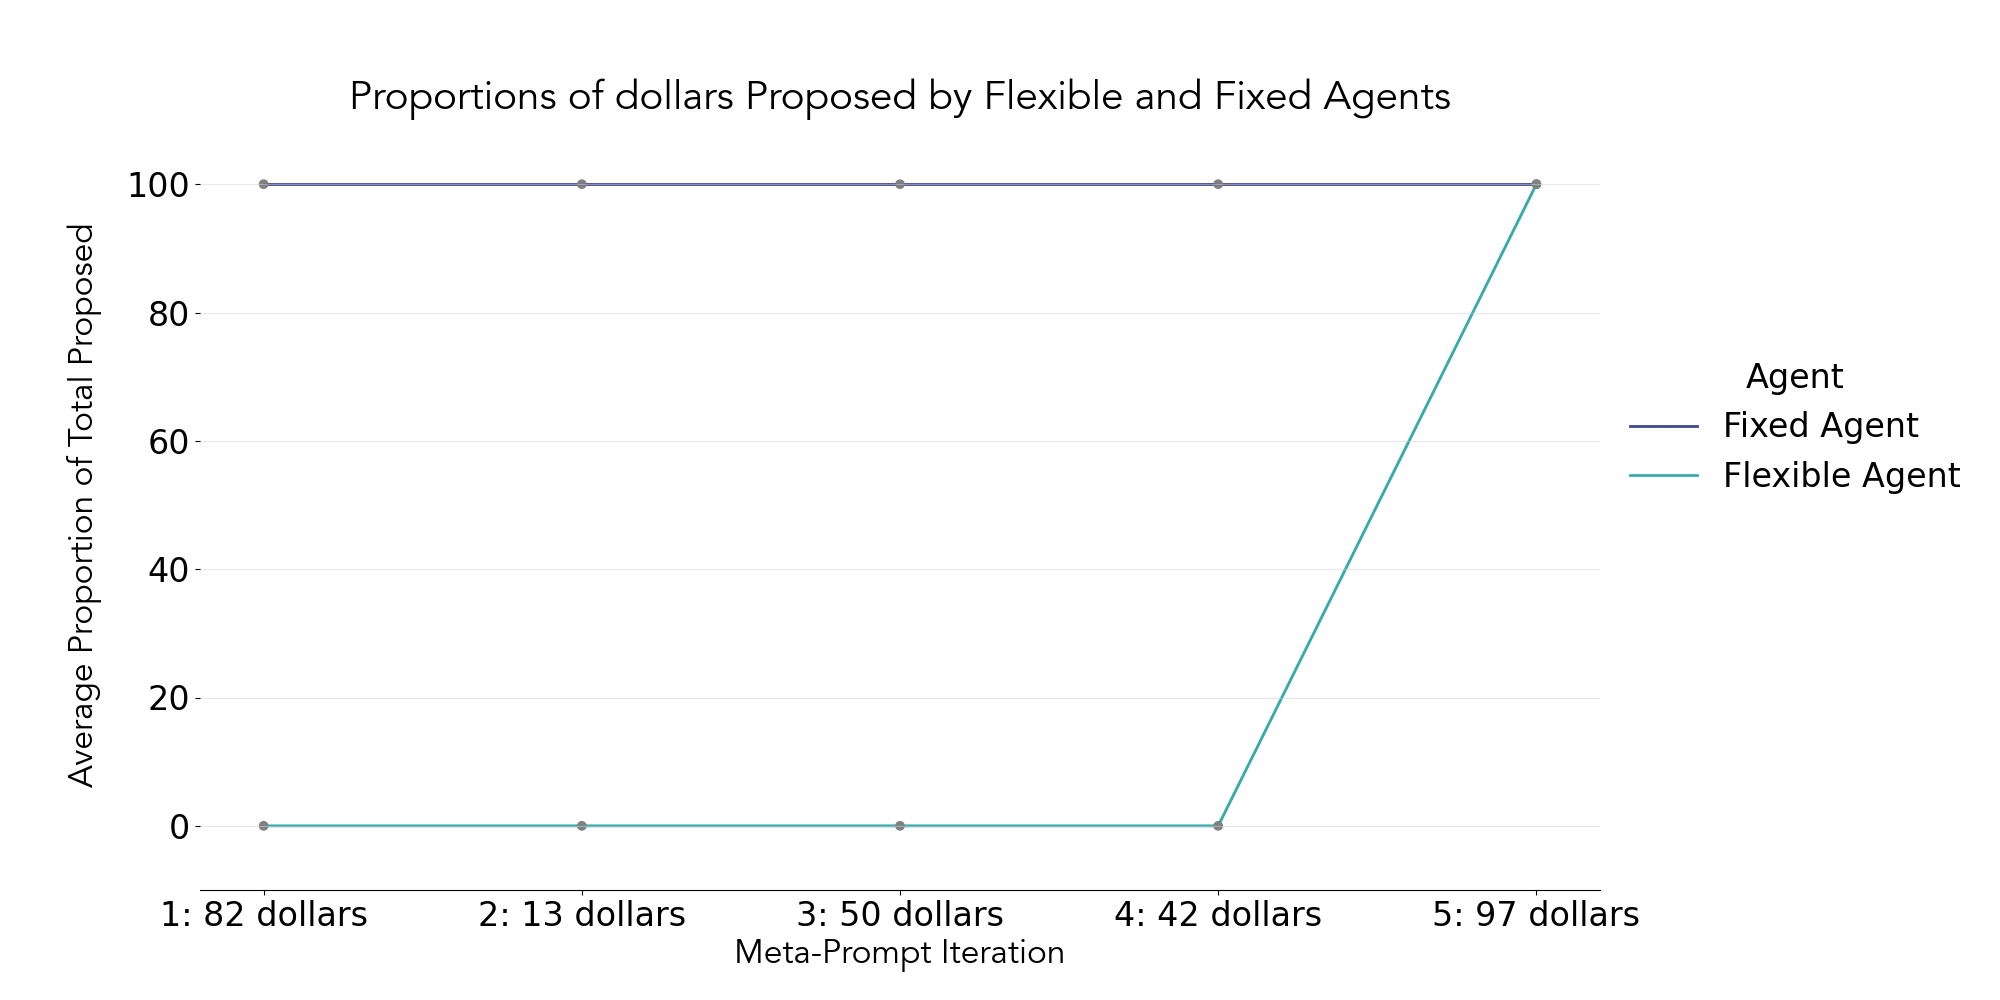 Proportions of dollars Proposed by Flexible and Fixed Agents
Average Proportion of Total Proposed
100
80
60
40
20
0
1: 82 dollars
2: 13 dollars
3: 50 dollars
4: 42 dollars
5: 97 dollars
Meta-Prompt Iteration
Agent
Fixed Agent
Flexible Agent